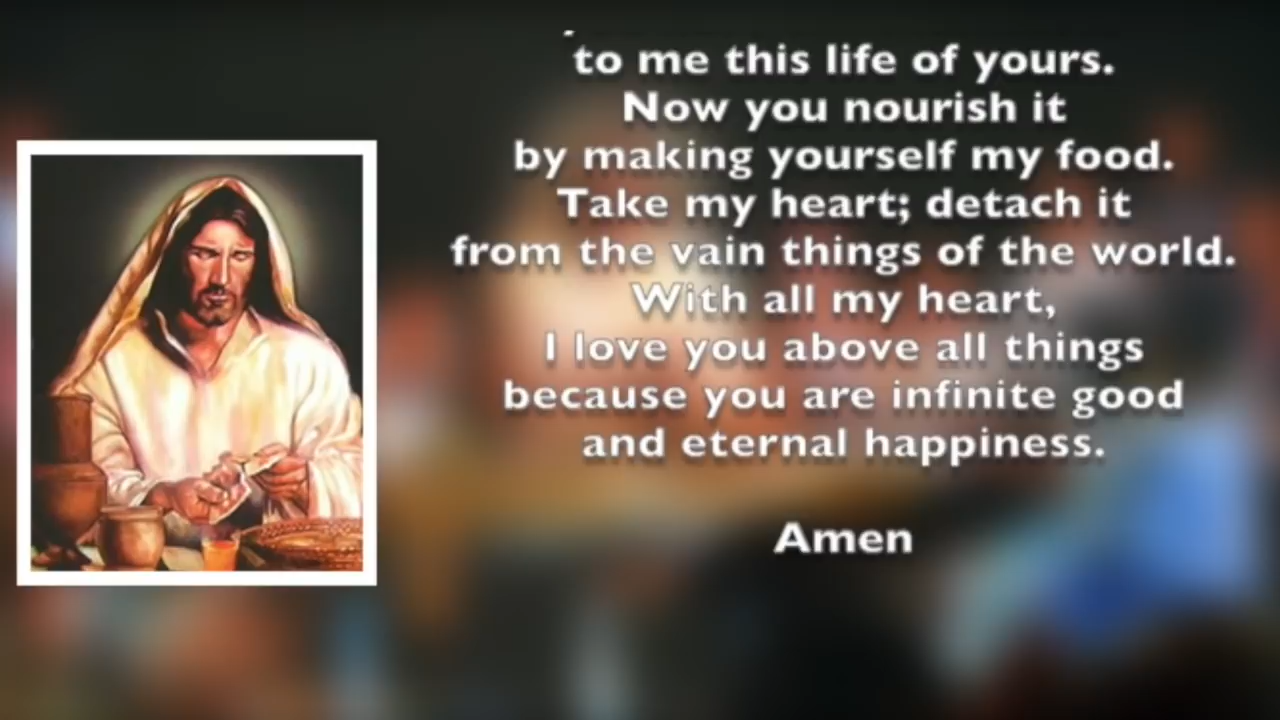 to me this life of yours.
Now you nourish it
by making yourself my food.
Take my heart; detach it
from the vain things of the world.
With all my heart,
I love you above all things
because you are infinite good
and eternal happiness.
Amen